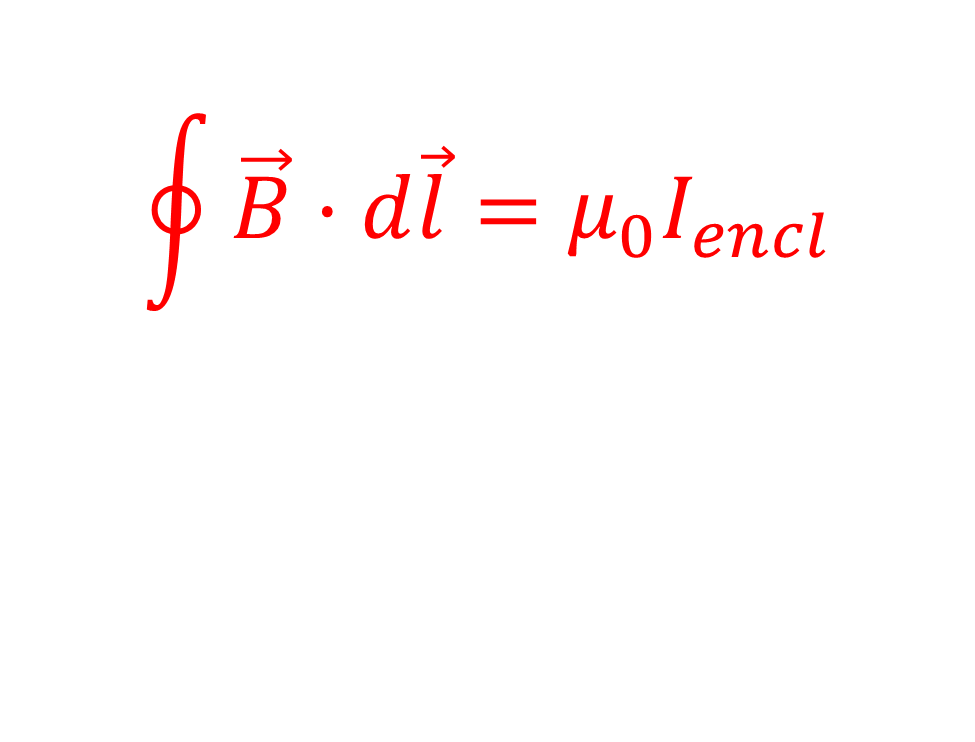 ∮ B⃗ · dl⃗ = μ₀I_encl